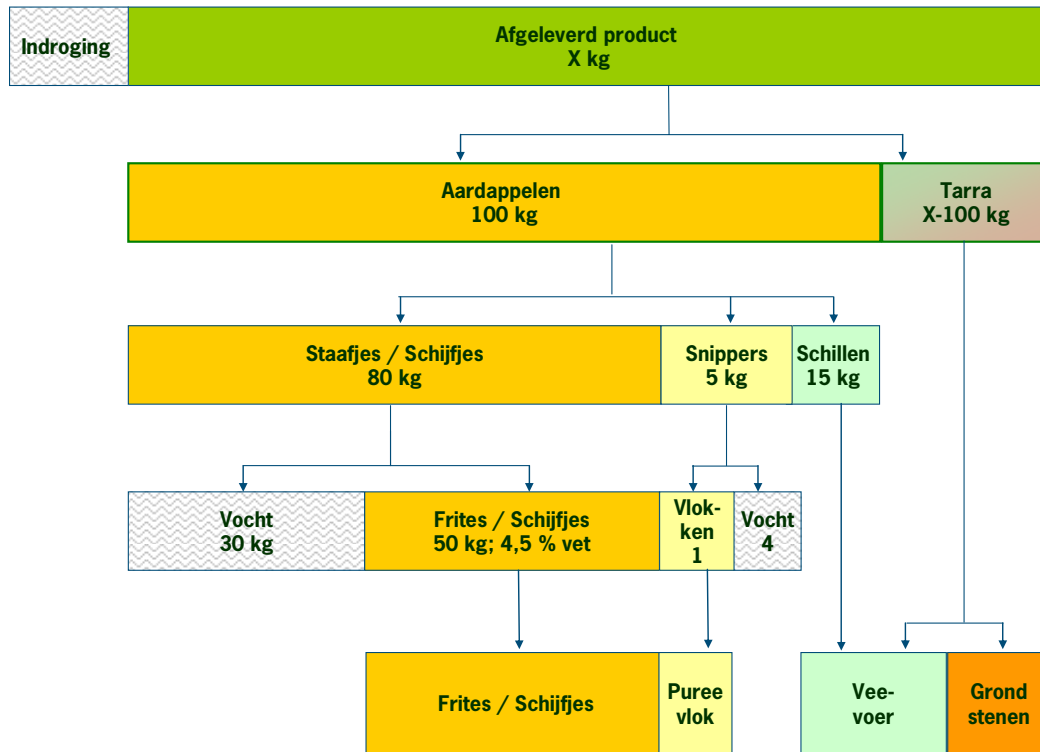 Indroging
Afgeleverd product
X kg
Aardappelen
100 kg
Tarra
X-100 kg
Staafjes / Schijfjes
80 kg
Snippers
5 kg
Schillen
15 kg
Vocht
30 kg
Frites / Schijfjes
50 kg; 4,5 % vet
Vlok-
ken
1
Vocht
4
Frites / Schijfjes
Puree
vlok
Vee-
voer
Grond
stenen